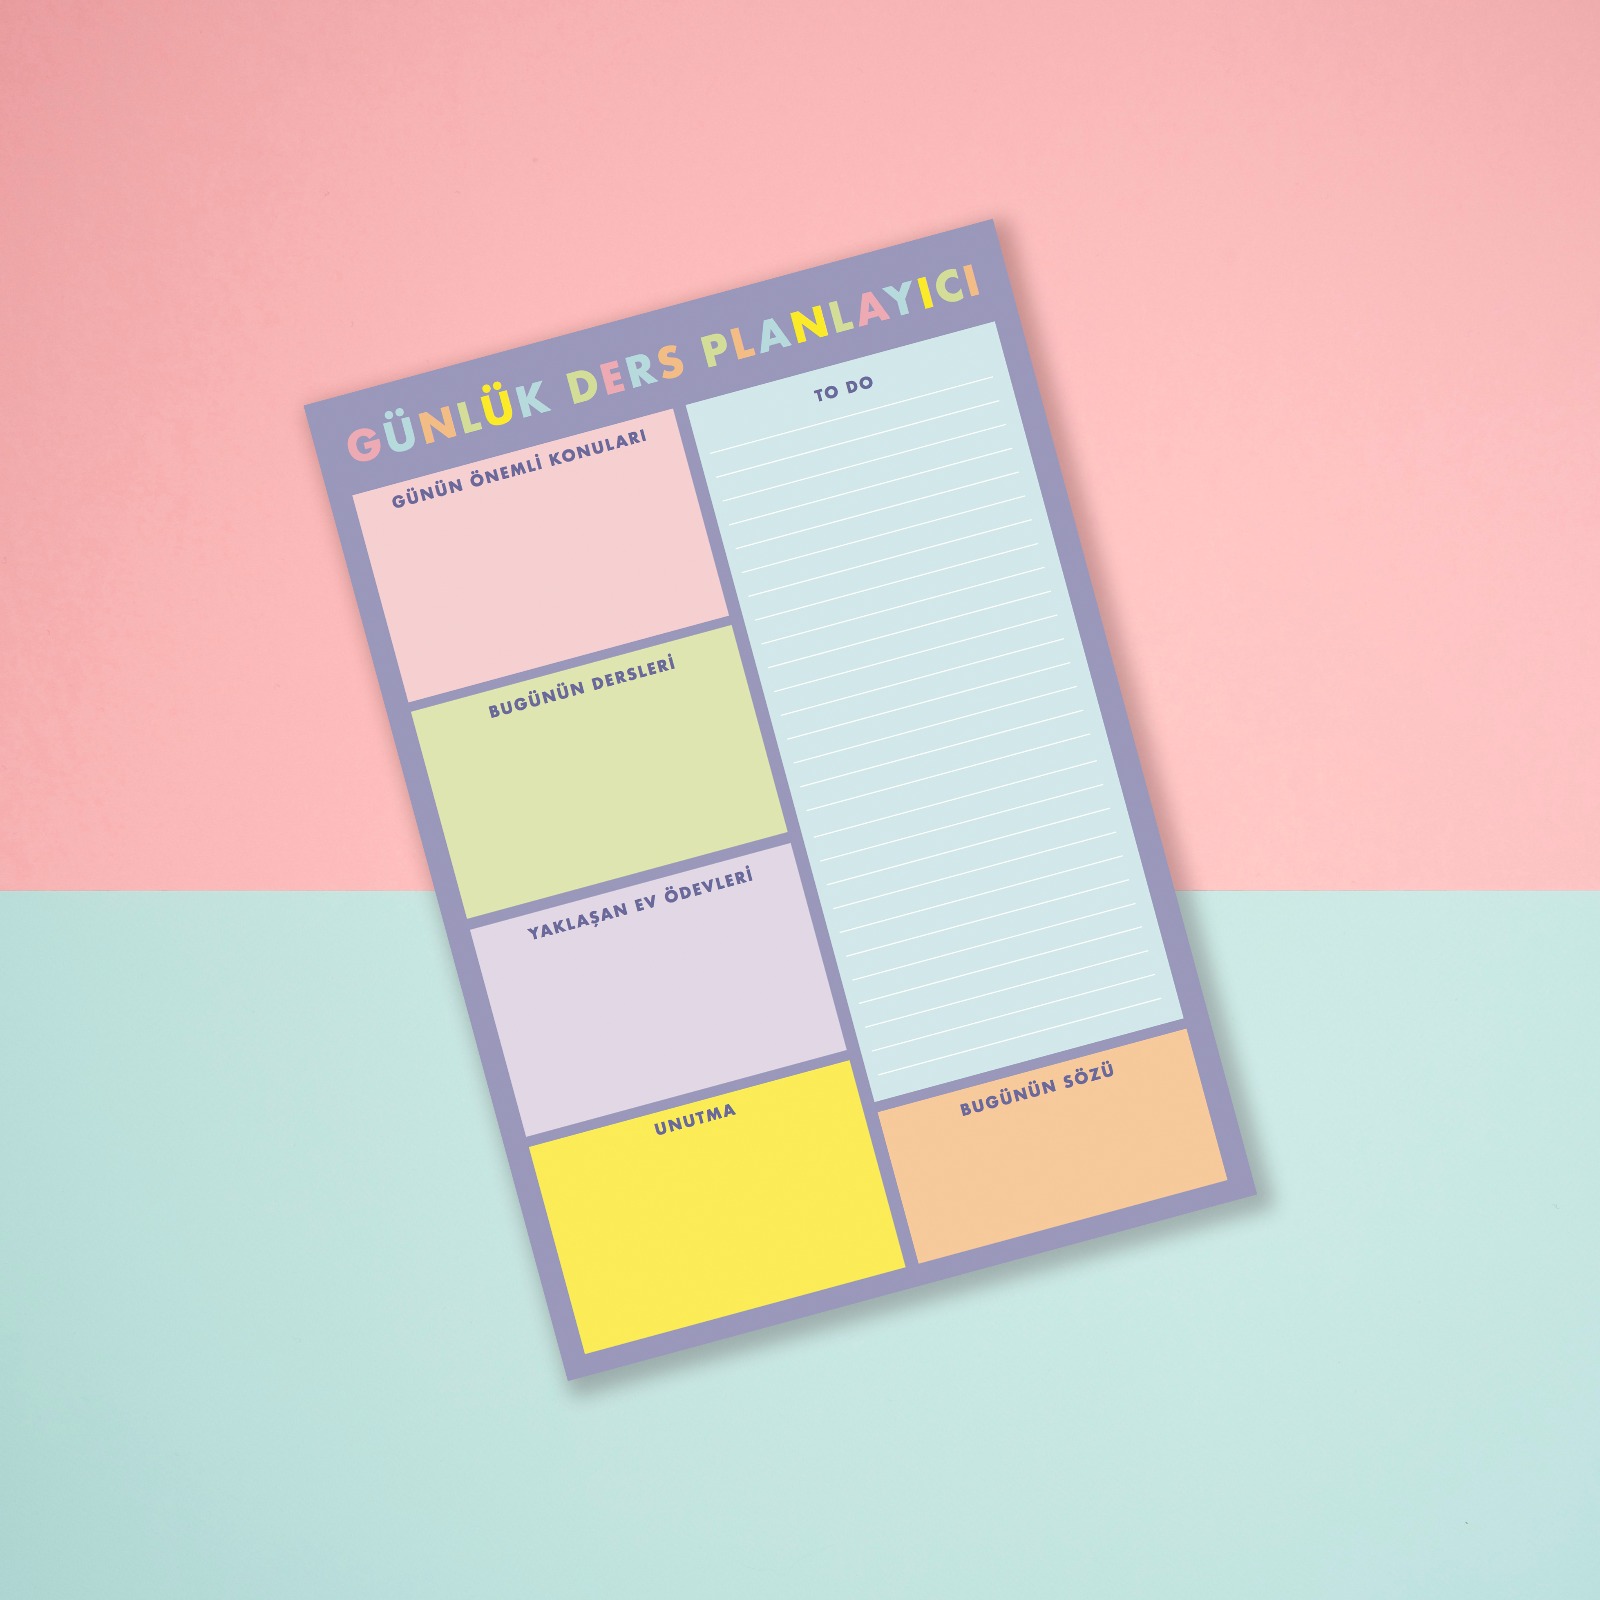 GÜNLÜK DERS PLANLAYICI
GÜNÜN ÖNEMLİ KONULARI
BUGÜNÜN DERSLERİ
YAKLAŞAN EV ÖDEVLERİ
UNUTMA
TO DO
BUGÜNÜN SÖZÜ